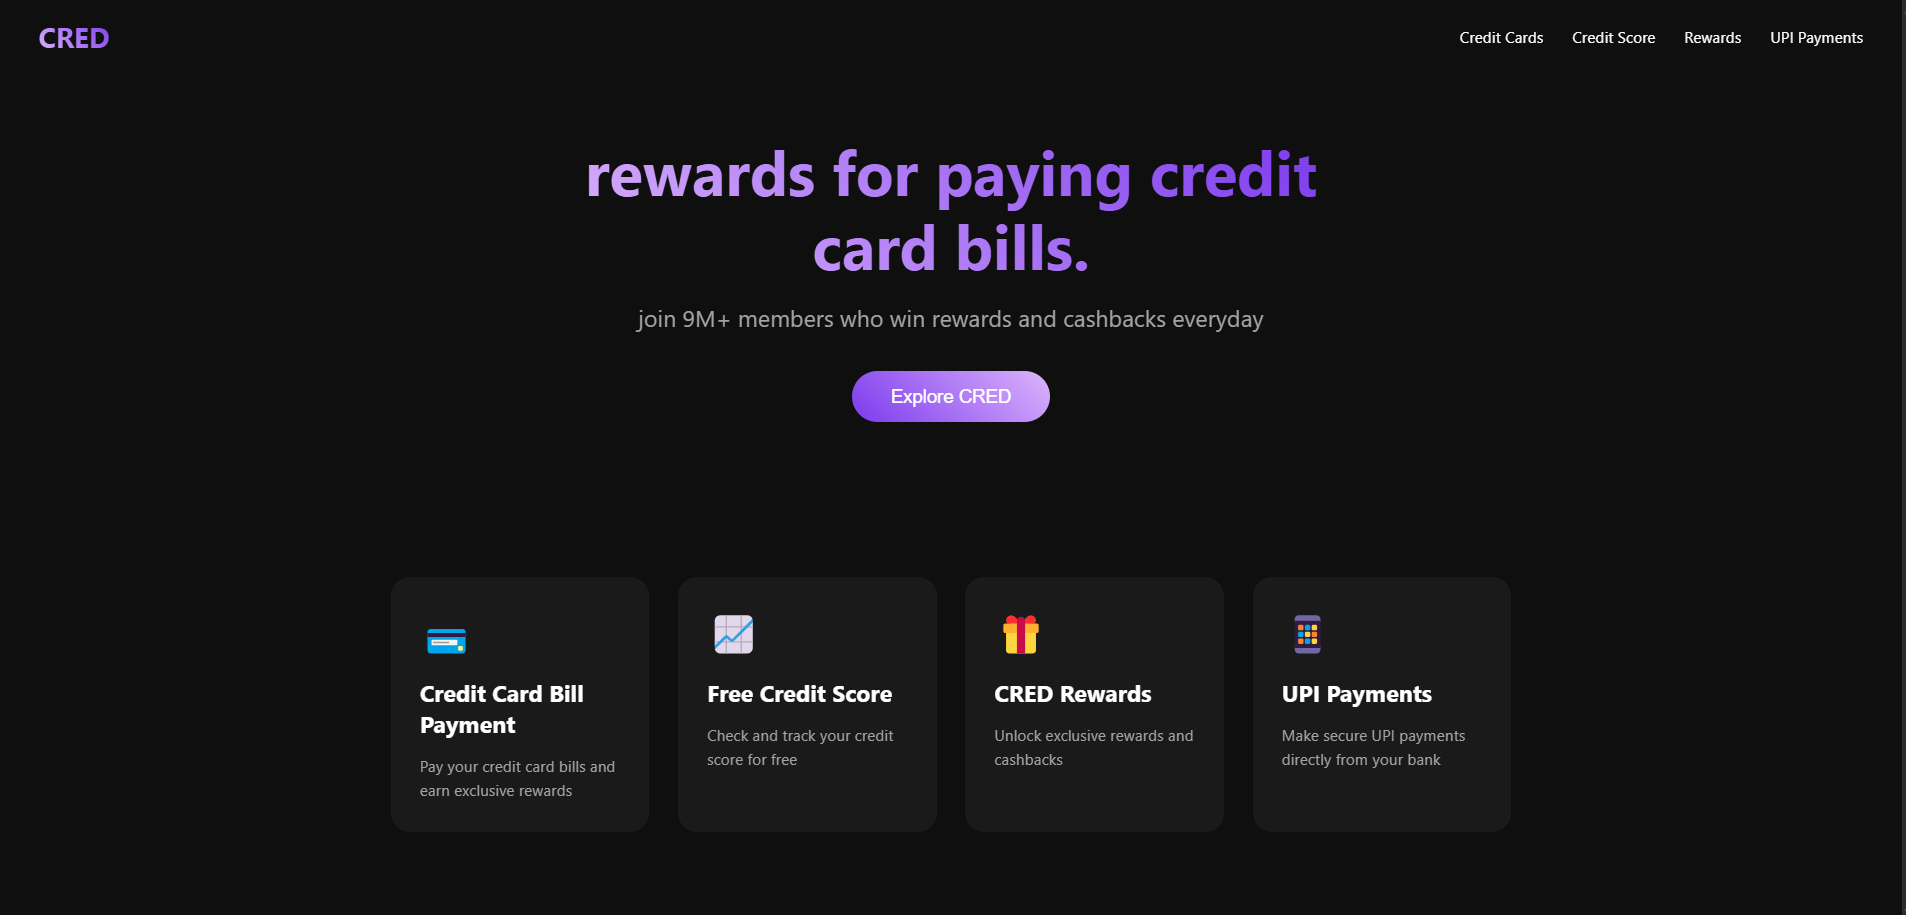 CRED
Credit Cards
Credit Score
Rewards
UPI Payments
rewards for paying credit
card bills.
join 9M+ members who win rewards and cashbacks everyday
Explore CRED
Credit Card Bill
Payment
Pay your credit card bills and
earn exclusive rewards
Free Credit Score
Check and track your credit
score for free
CRED Rewards
Unlock exclusive rewards and
cashbacks
UPI Payments
Make secure UPI payments
directly from your bank